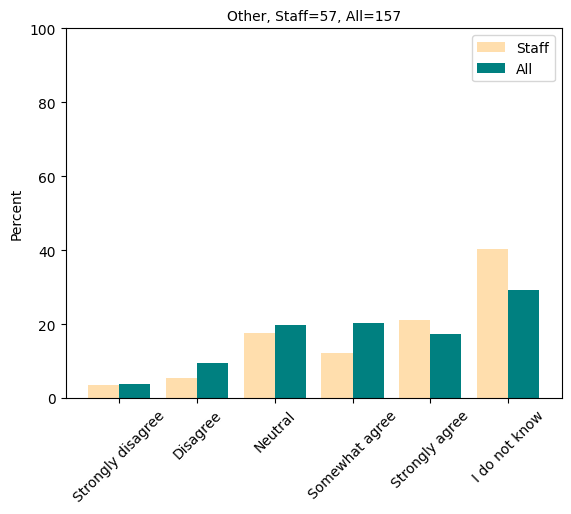 Other, Staff=57, All=157
Staff
All
Percent
100
80
60
40
20
0
Strongly disagree
Disagree
Neutral
Somewhat agree
Strongly agree
I do not know